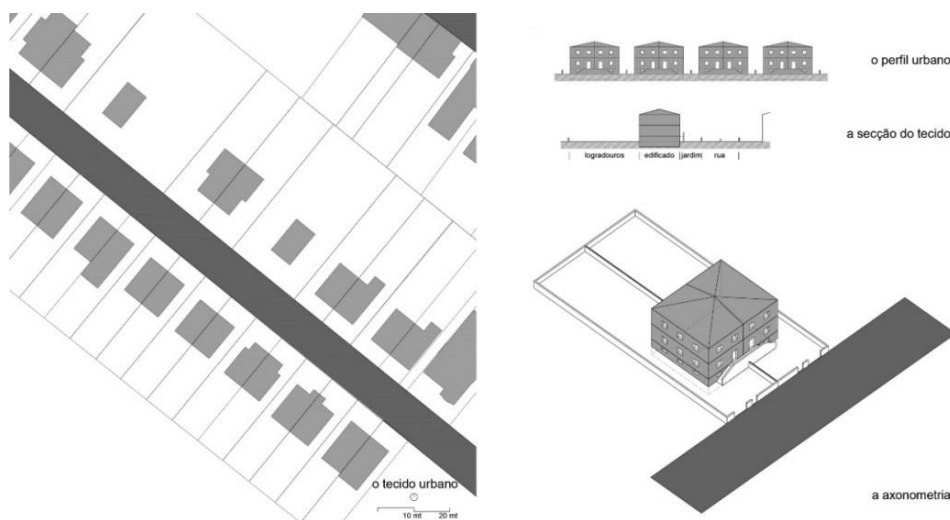 o perfil urbano
a secção do tecido
logradouros edificado jardim rua
o tecido urbano
10 mt 20 mt
a axonometria